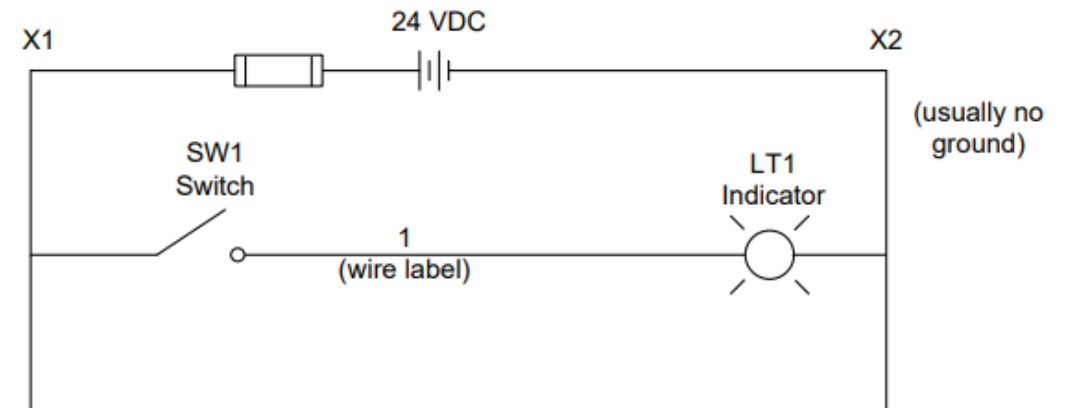 24 VDC
X1
X2
(usually no
ground)
SW1
Switch
LT1
Indicator
1
(wire label)